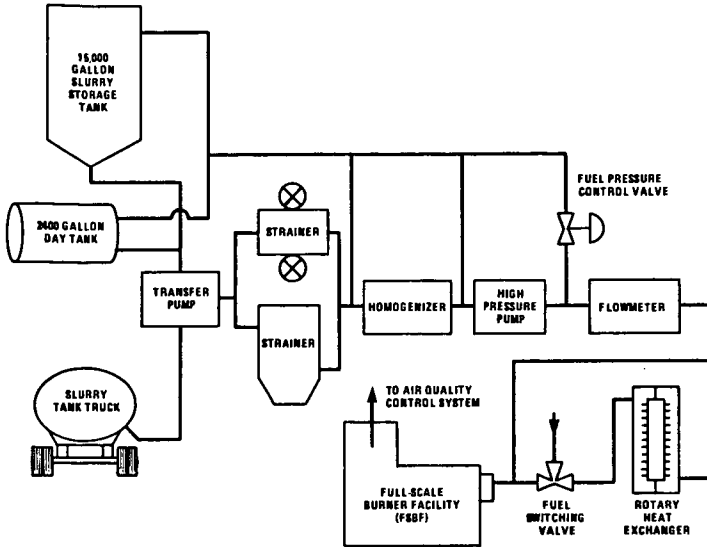 15,000
GALLON
SLURRY
STORAGE
TANK
2400 GALLON
DAY TANK
TRANSFER
PUMP
STRAINER
STRAINER
HOMOGENIZER
HIGH
PRESSURE
PUMP
FLOWMETER
FUEL PRESSURE
CONTROL VALVE
SLURRY
TANK TRUCK
TO AIR QUALITY
CONTROL SYSTEM
FULL-SCALE
BURNER FACILITY
(FSBF)
FUEL
SWITCHING
VALVE
ROTARY
HEAT
EXCHANGER